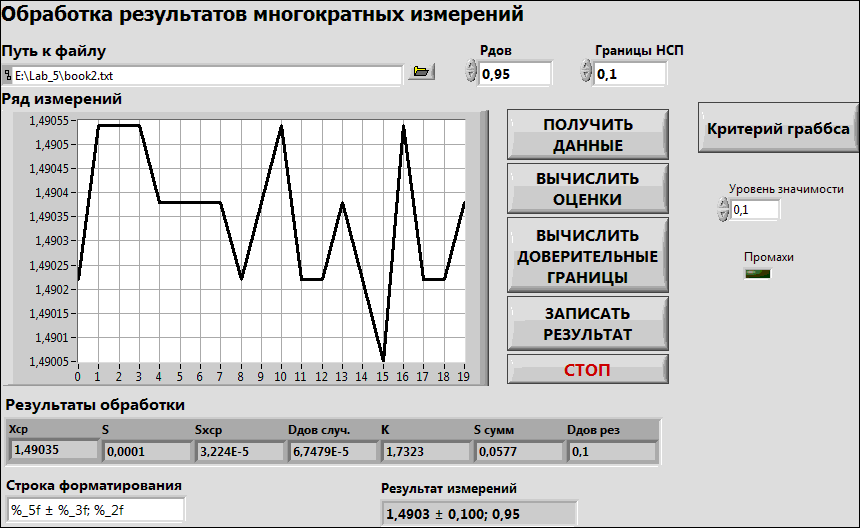 Обработка результатов многократных измерений
Путь к файлу
E:\Lab_5\book2.txt
Pдов
0,95
Границы НСП
0,1
Ряд измерений
1,49055
1,4905
1,49045
1,4904
1,49035
1,4903
1,49025
1,4902
1,49015
1,4901
1,49005
0 1 2 3 4 5 6 7 8 9 10 11 12 13 14 15 16 17 18 19
ПОЛУЧИТЬ
ДАННЫЕ
ВЫЧИСЛИТЬ
ОЦЕНКИ
ВЫЧИСЛИТЬ
ДОВЕРИТЕЛЬНЫЕ
ГРАНИЦЫ
ЗАПИСАТЬ
РЕЗУЛЬТАТ
СТОП
Критерий граббса
Уровень значимости
0,1
Промахи
Результаты обработки
Xср S Sxср Dдов случ. K S сумм Dдов рез
1,49035 0,0001 3,224E-5 6,7479E-5 1,7323 0,0577 0,1
Строка форматирования
%_5f ± %_3f; %_2f
Результат измерений
1,4903 ± 0,100; 0,95